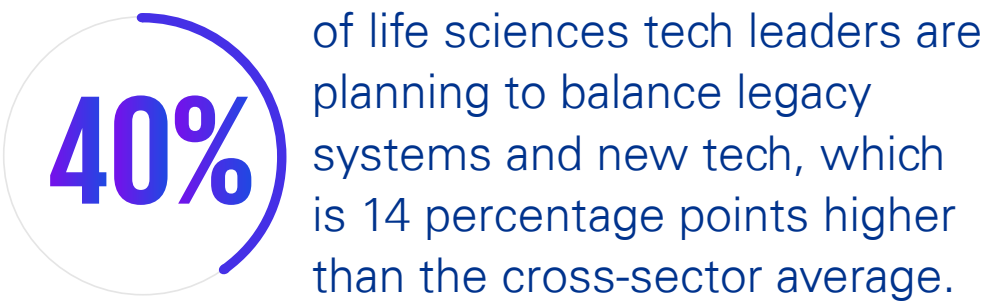 40%
of life sciences tech leaders are
planning to balance legacy
systems and new tech, which
is 14 percentage points higher
than the cross-sector average.